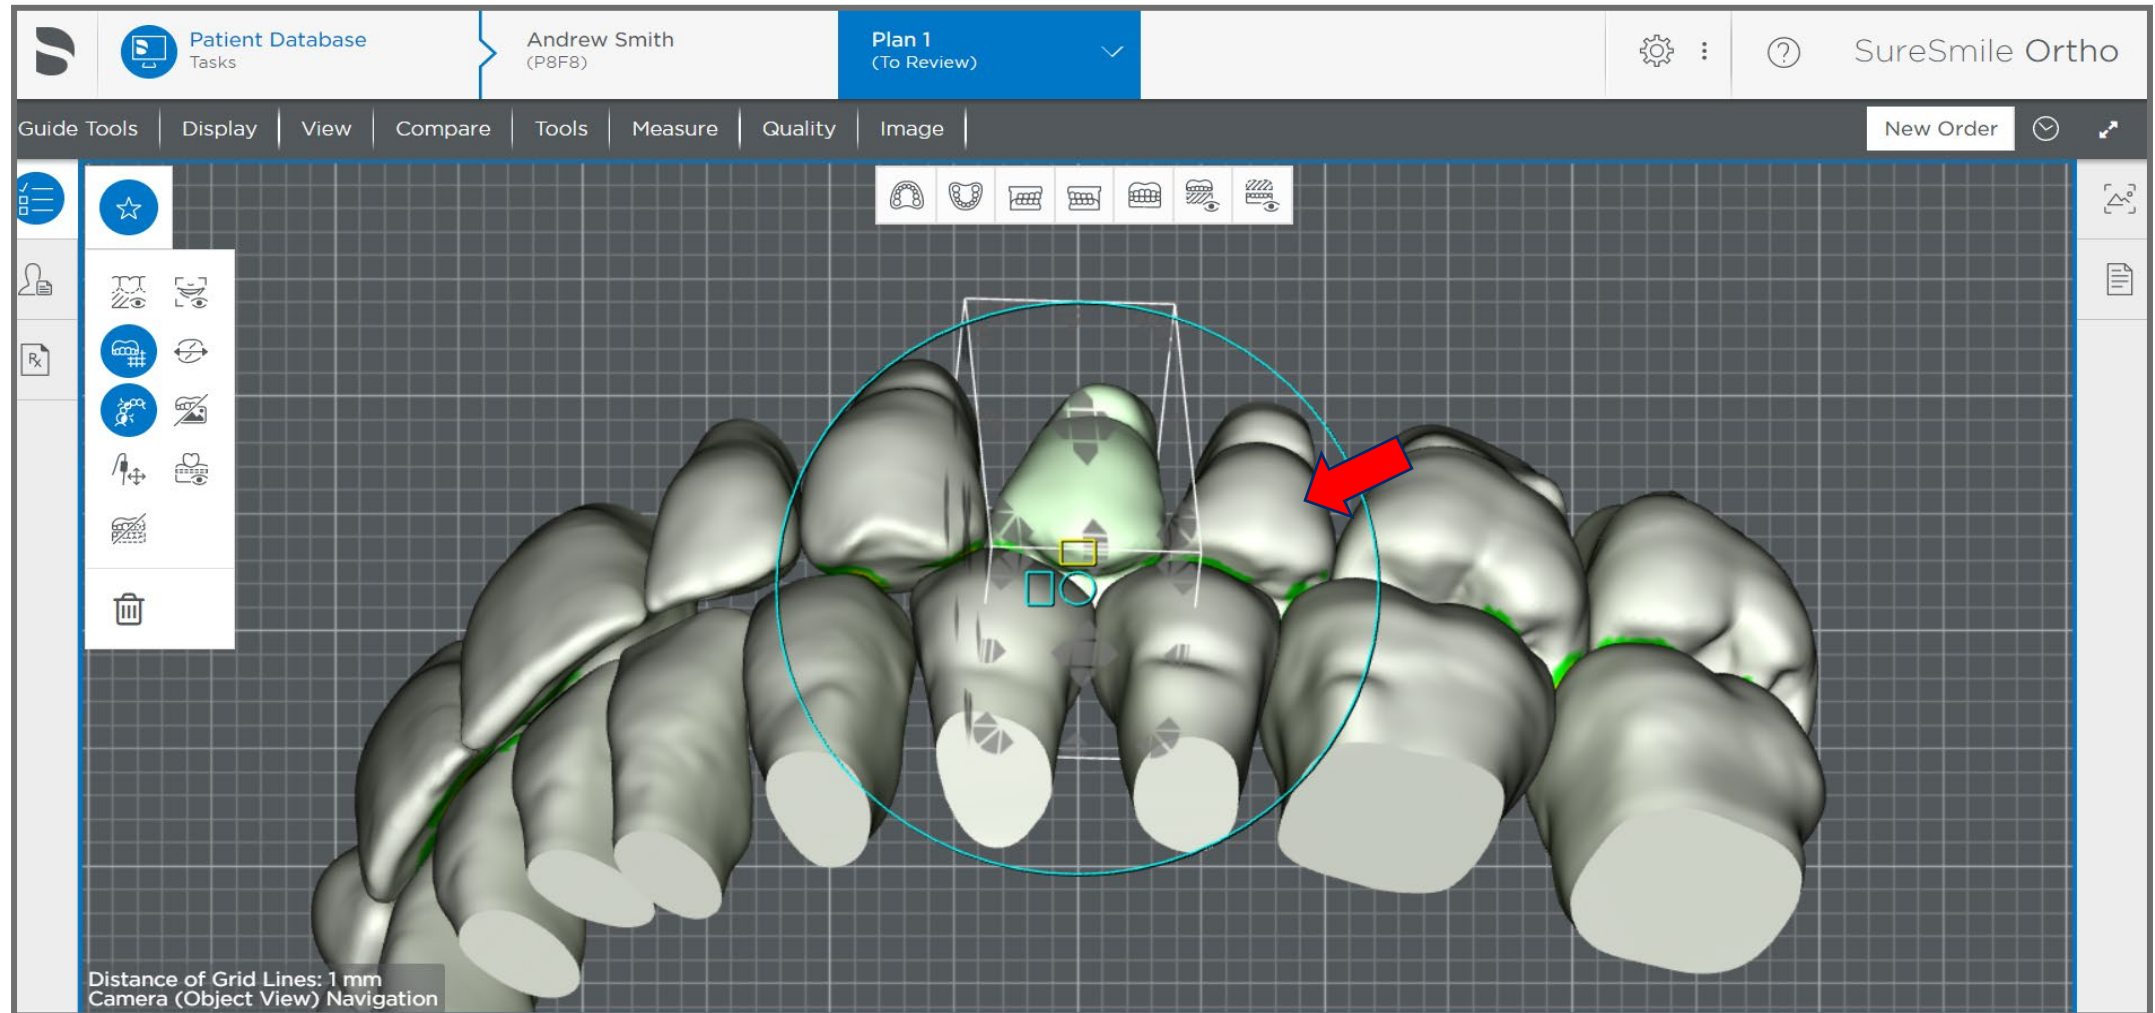 Patient Database
Tasks
Andrew Smith
(P8F8)
Plan 1
(To Review)
SureSmile Ortho
Guide Tools
Display
View
Compare
Tools
Measure
Quality
Image
New Order
Rx
Distance of Grid Lines: 1 mm
Camera (Object View) Navigation